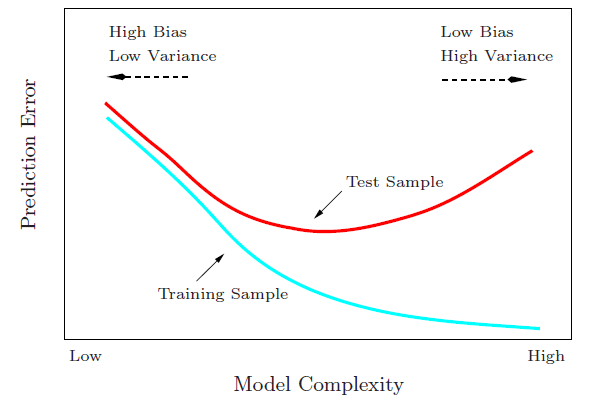 High Bias
Low Variance
Low Bias
High Variance
Prediction Error
Test Sample
Training Sample
Low
High
Model Complexity